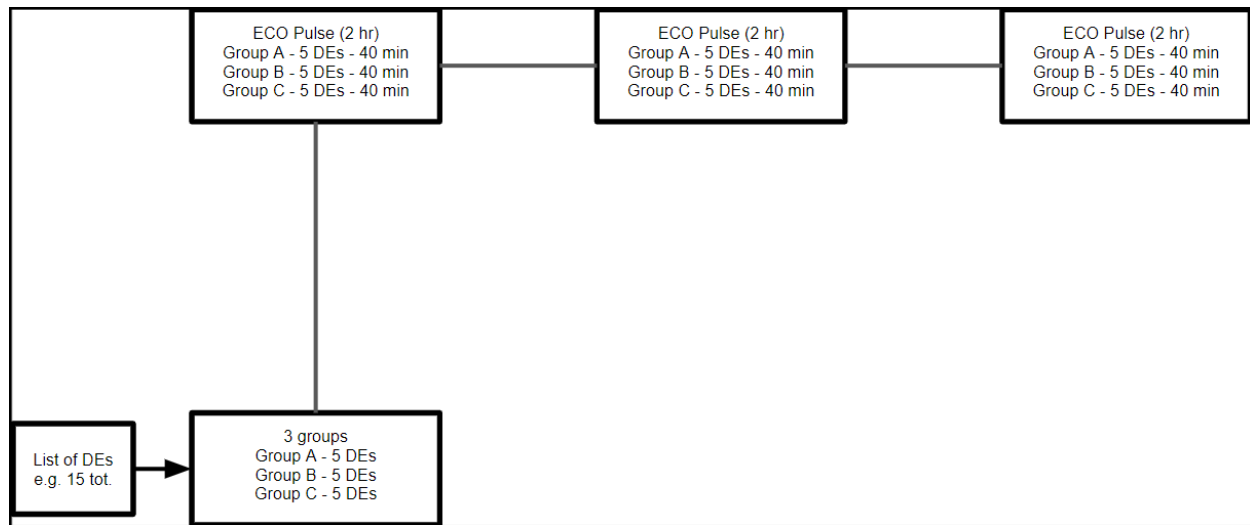 ECO Pulse (2 hr)
Group A - 5 DEs - 40 min
Group B - 5 DEs - 40 min
Group C - 5 DEs - 40 min
ECO Pulse (2 hr)
Group A - 5 DEs - 40 min
Group B - 5 DEs - 40 min
Group C - 5 DEs - 40 min
ECO Pulse (2 hr)
Group A - 5 DEs - 40 min
Group B - 5 DEs - 40 min
Group C - 5 DEs - 40 min
List of DEs
e.g. 15 tot.
3 groups
Group A - 5 DEs
Group B - 5 DEs
Group C - 5 DEs